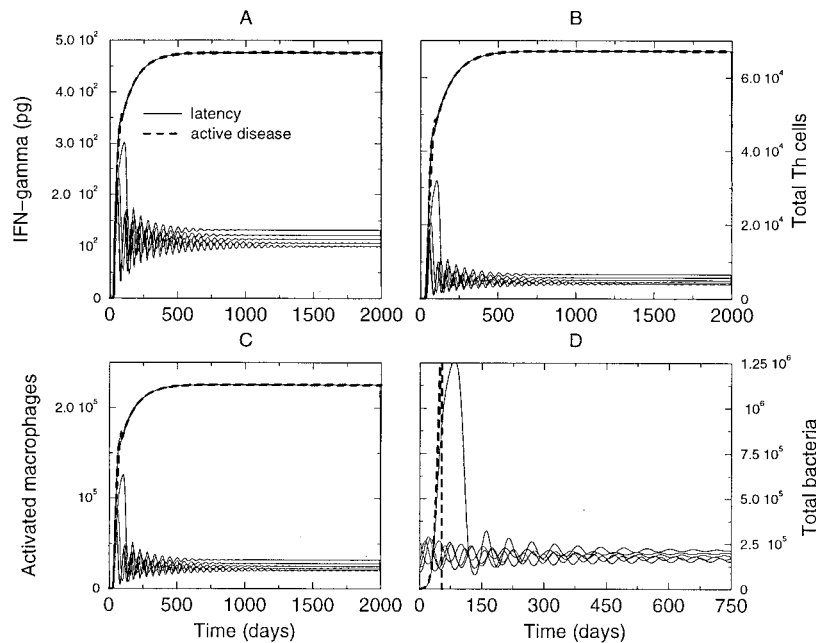 A
B
5.0 10²
4.0 10²
3.0 10²
2.0 10²
10²
0
IFN−gamma (pg)
latency
active disease
6.0 10⁴
4.0 10⁴
2.0 10⁴
0
Total Th cells
0 500 1000 1500 2000
0 500 1000 1500 2000
C
D
2.0 10⁵
10⁵
0
Activated macrophages
1.25 10⁶
10⁶
7.5 10⁵
5.0 10⁵
2.5 10⁵
0
Total bacteria
0 500 1000 1500 2000
0 150 300 450 600 750
Time (days)
Time (days)